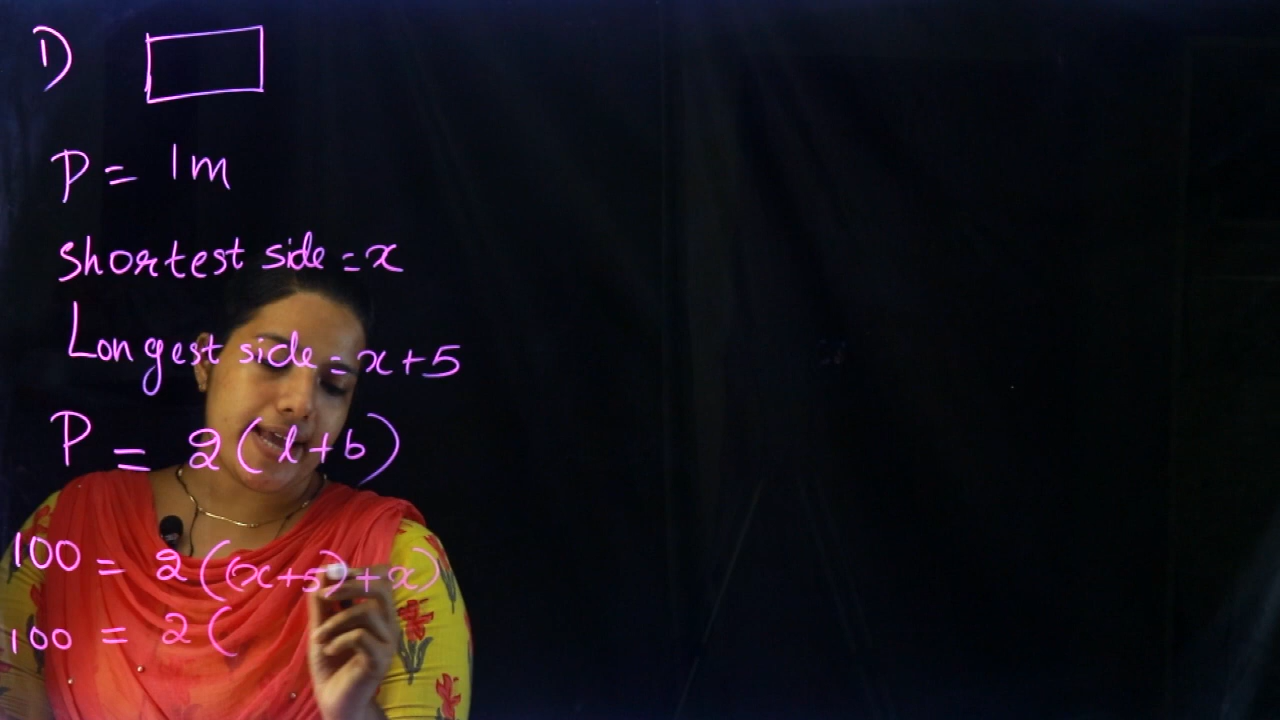 1)
P = 1m
Shortest side = x
Longest side = x+5
P = 2(l+b)
100 = 2((x+5)+x)
100 = 2(